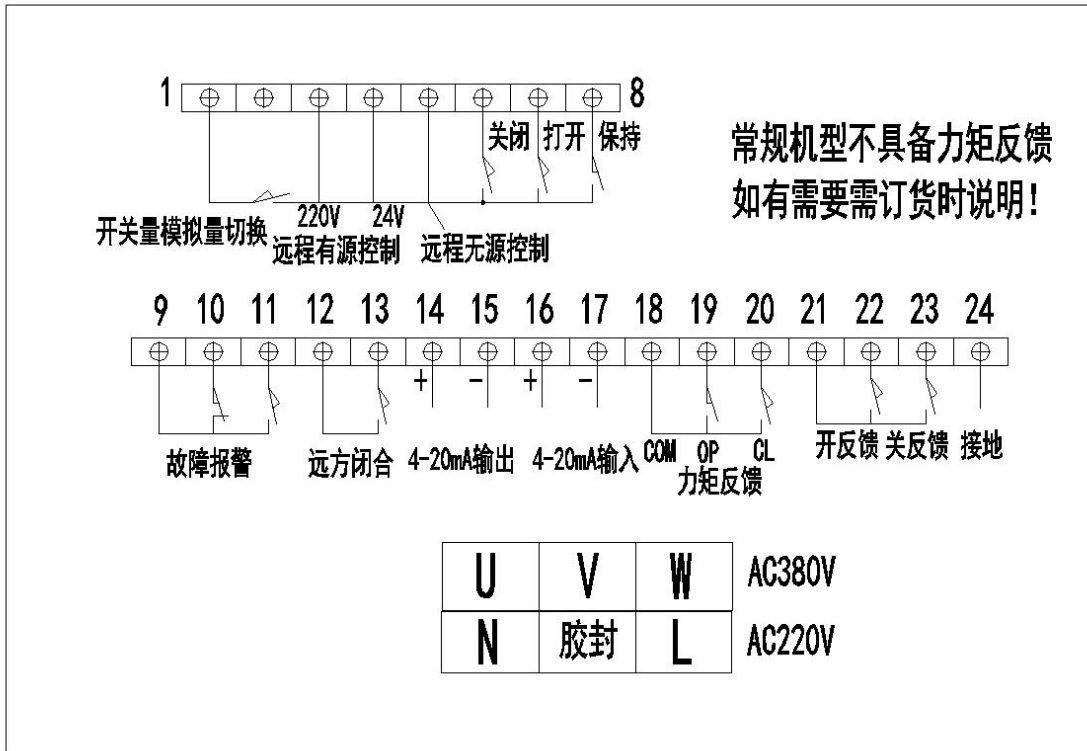 1 8
关闭 打开 保持
常规机型不具备力矩反馈
如有需要需订货时说明!
220V 24V
开关量模拟量切换
远程有源控制 远程无源控制
9 10 11 12 13 14 15 16 17 18 19 20 21 22 23 24
+ - + -
故障报警 远方闭合 4-20mA输出 4-20mA输入 COM OP CL 开反馈 关反馈 接地
力矩反馈
U V W AC380V
N 胶封 L AC220V